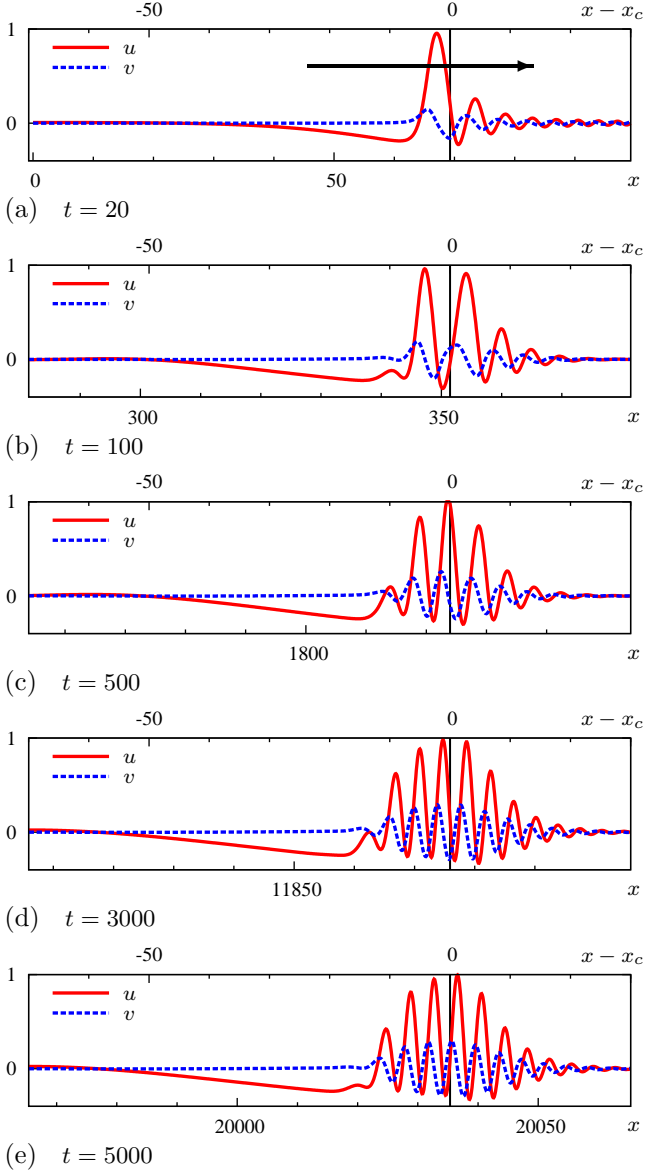 -50 0 x − x_c
1
u
v
0
0 50 x
(a) t = 20
-50 0 x − x_c
1
u
v
0
300 350 x
(b) t = 100
-50 0 x − x_c
1
u
v
0
1800 x
(c) t = 500
-50 0 x − x_c
1
u
v
0
11850 x
(d) t = 3000
-50 0 x − x_c
1
u
v
0
20000 20050 x
(e) t = 5000